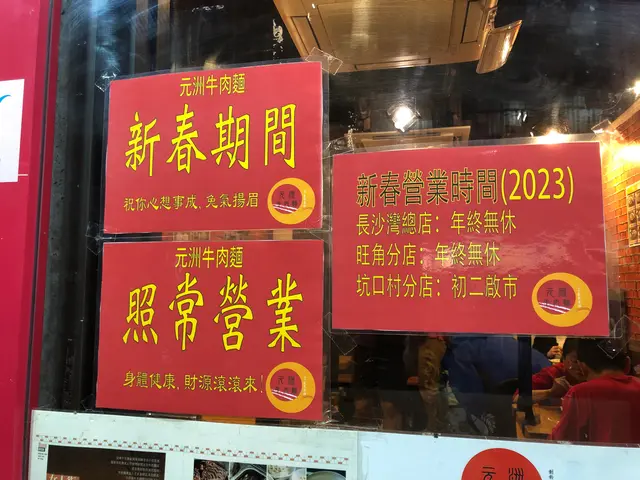 元洲牛肉麵
新春期間
祝你心想事成,兔氣揚眉
元洲牛肉麵
照常營業
身體健康,財源滾滾來!
新春營業時間(2023)
長沙灣總店：年終無休
旺角分店：年終無休
坑口村分店：初二啟市
元洲